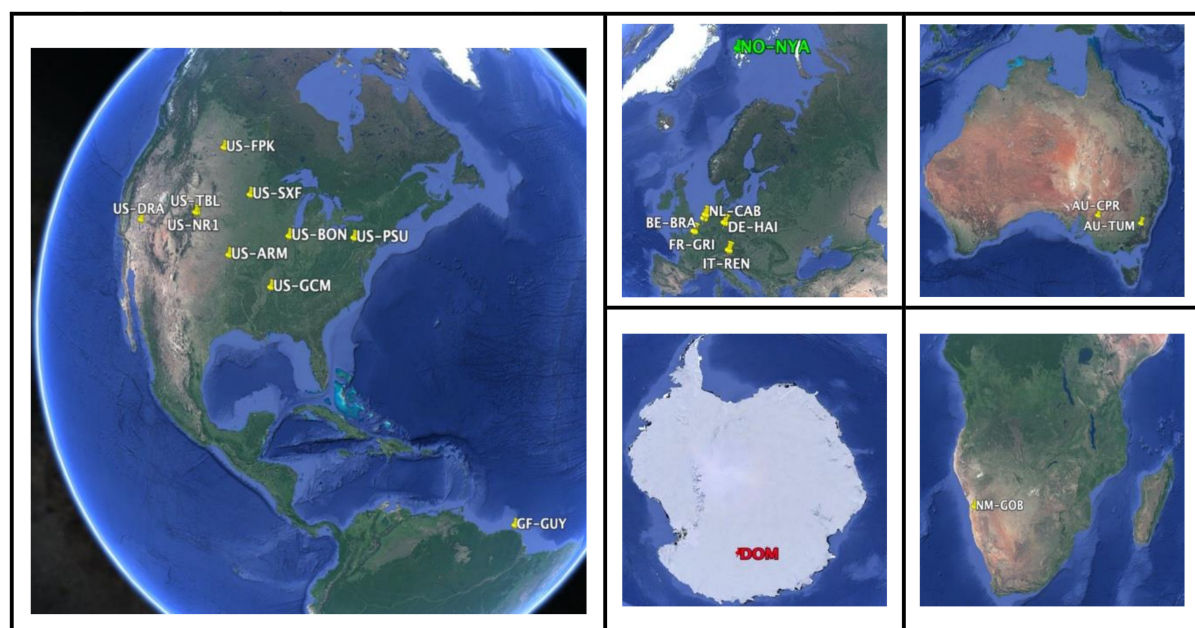 US-FPK
US-SXF
US-TBL
US-DRA
US-NR1
US-BON
US-PSU
US-ARM
US-GCM
GF-GUY
NO-NYA
NL-CAB
BE-BRA
DE-HAI
FR-GRI
IT-REN
AU-CPR
AU-TUM
DOM
NM-GOB